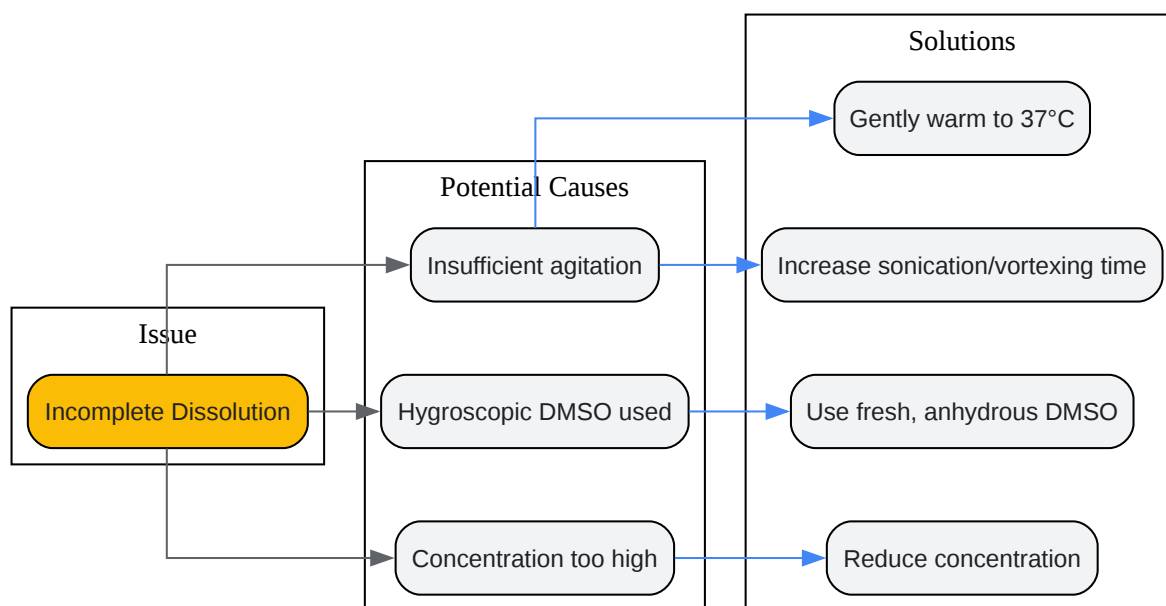 Solutions
Gently warm to 37°C
Potential Causes
Insufficient agitation
Increase sonication/vortexing time
Issue
Incomplete Dissolution
Hygroscopic DMSO used
Use fresh, anhydrous DMSO
Concentration too high
Reduce concentration